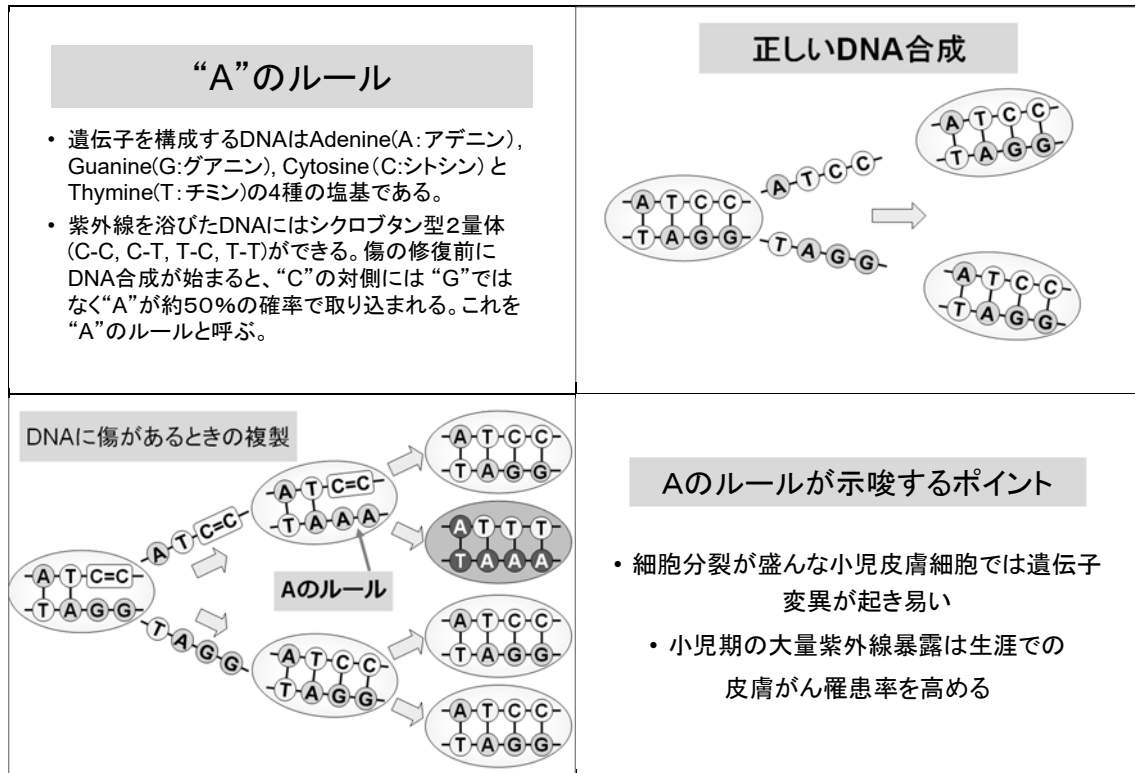 “A”のルール
• 遺伝子を構成するDNAはAdenine(A:アデニン),
Guanine(G:グアニン), Cytosine(C:シトシン) と
Thymine(T:チミン)の4種の塩基である。
• 紫外線を浴びたDNAにはシクロブタン型2量体
(C-C, C-T, T-C, T-T)ができる。傷の修復前に
DNA合成が始まると、“C”の対側には “G”では
なく“A”が約50%の確率で取り込まれる。これを
“A”のルールと呼ぶ。
正しいDNA合成
A T C C
T A G G
A T C C
T A G G
A T C C
T A G G
A T C C
T A G G
DNAに傷があるときの複製
A T C=C
T A G G
A T C=C
T A G G
A T C=C
T A A A
Aのルール
A T C C
T A G G
A T C C
T A G G
A T T T
T A A A
A T C C
T A G G
A T C C
T A G G
Aのルールが示唆するポイント
• 細胞分裂が盛んな小児皮膚細胞では遺伝子
変異が起き易い
• 小児期の大量紫外線暴露は生涯での
皮膚がん罹患率を高める